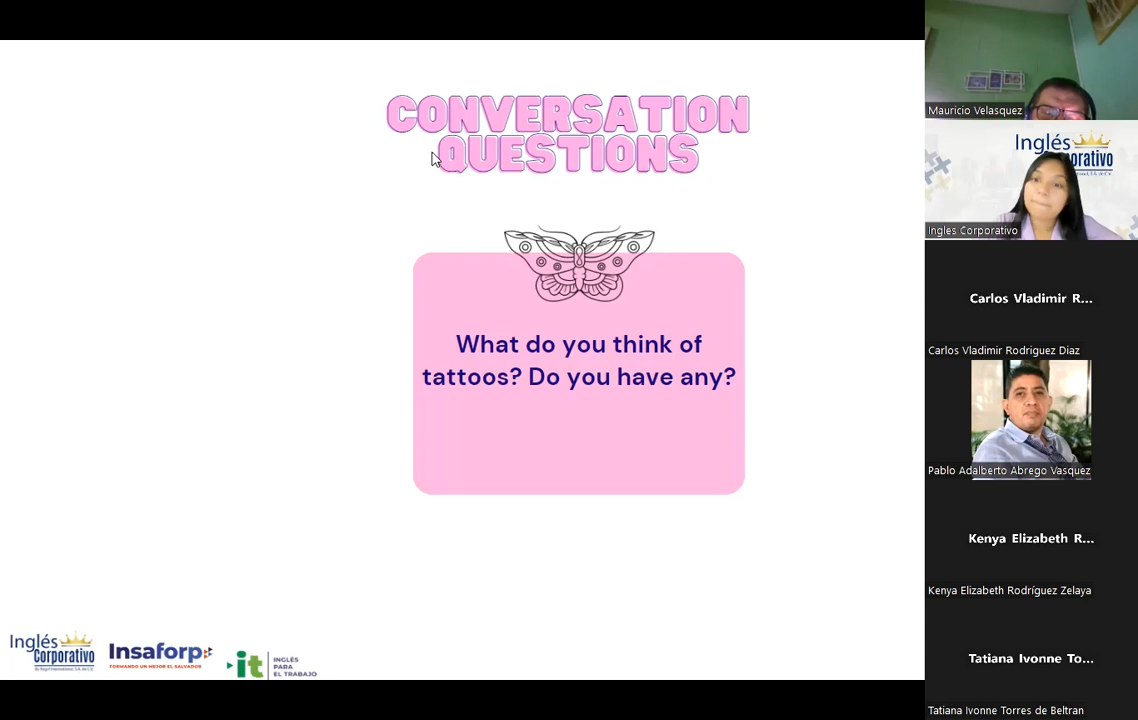 CONVERSATION
QUESTIONS
What do you think of
tattoos? Do you have any?
Inglés
Corporativo
Insaforp
FORMANDO UN MEJOR EL SALVADOR
it
INGLÉS
PARA
EL TRABAJO
Mauricio Velasquez
Inglés
orporativo
Ingles Corporativo
Carlos Vladimir R...
Carlos Vladimir Rodriguez Diaz
Pablo Adalberto Abrego Vasquez
Kenya Elizabeth R...
Kenya Elizabeth Rodríguez Zelaya
Tatiana Ivonne To...
Tatiana Ivonne Torres de Beltran